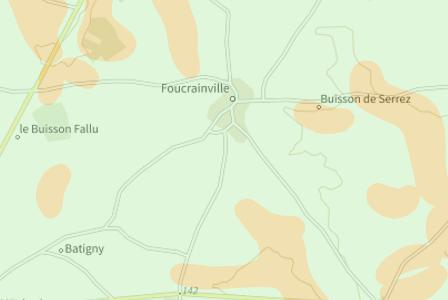 Foucrainville
Buisson de Serrez
le Buisson Fallu
Batigny
142